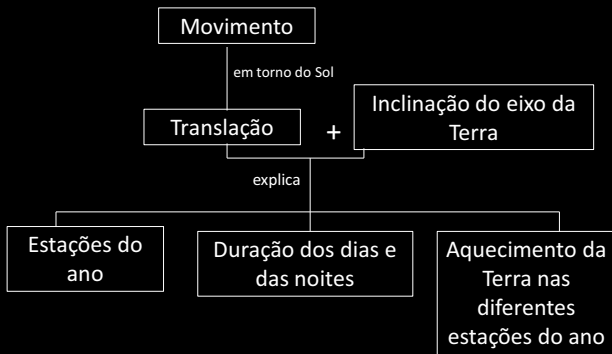 Movimento
em torno do Sol
Translação
+
Inclinação do eixo da
Terra
explica
Estações do
ano
Duração dos dias e
das noites
Aquecimento da
Terra nas
diferentes
estações do ano